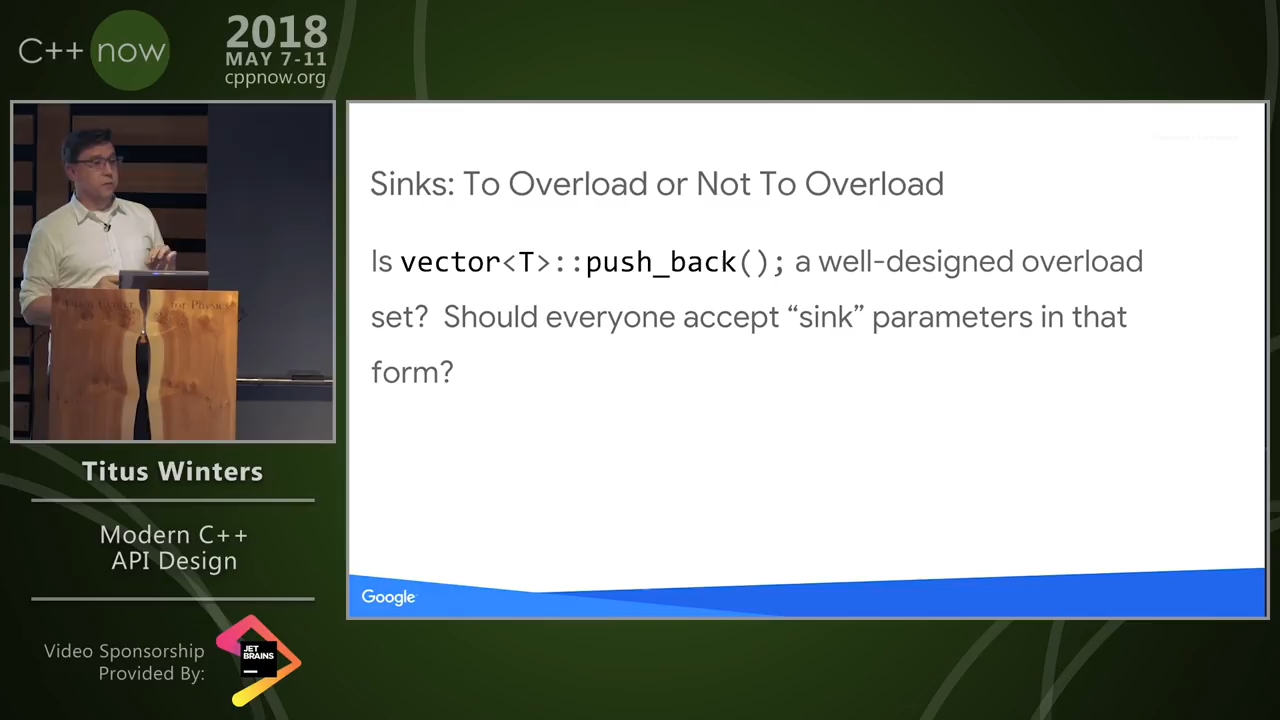 C++ now
2018
MAY 7-11
cppnow.org
Sinks: To Overload or Not To Overload
Is vector<T>::push_back(); a well-designed overload
set? Should everyone accept “sink” parameters in that
form?
for Physics
Titus Winters
Modern C++
API Design
Video Sponsorship
Provided By:
JET
BRAINS
Google